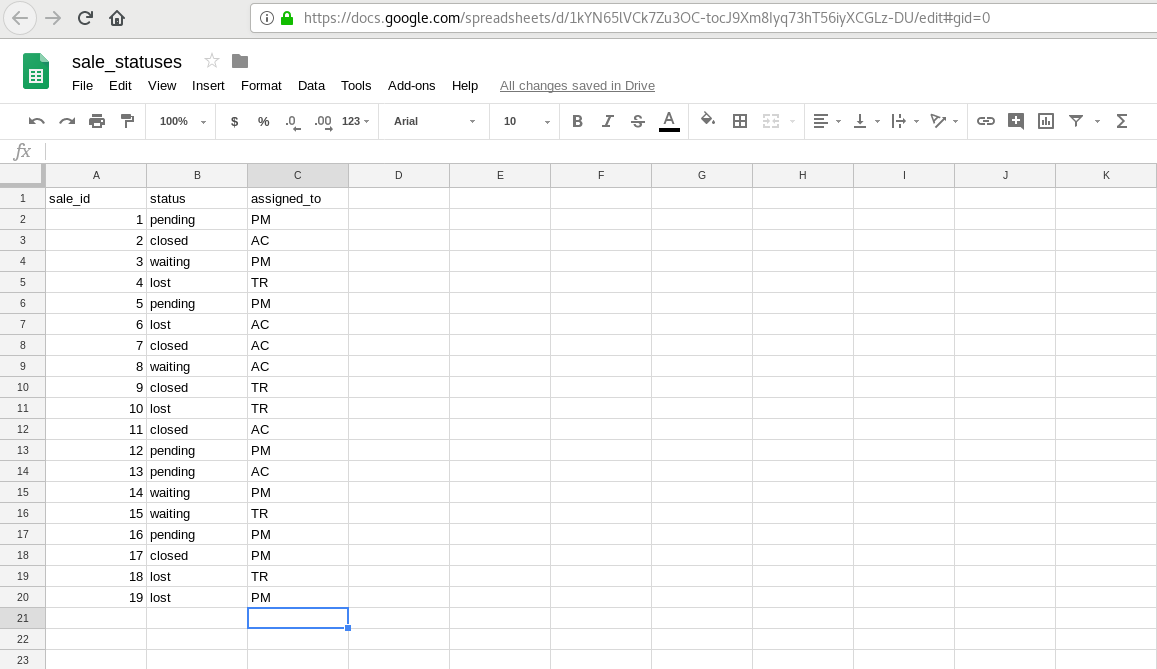 https://docs.google.com/spreadsheets/d/1kYN65lVCk7Zu3OC-tocJ9Xm8Iyq73hT56iyXCGLz-DU/edit#gid=0
sale_statuses
File Edit View Insert Format Data Tools Add-ons Help All changes saved in Drive
100% $ % .0 .00 123 Arial 10 B I S A Σ
fx
A B C D E F G H I J K
1 sale_id status assigned_to
2 1 pending PM
3 2 closed AC
4 3 waiting PM
5 4 lost TR
6 5 pending PM
7 6 lost AC
8 7 closed AC
9 8 waiting AC
10 9 closed TR
11 10 lost TR
12 11 closed AC
13 12 pending PM
14 13 pending AC
15 14 waiting PM
16 15 waiting TR
17 16 pending PM
18 17 closed PM
19 18 lost TR
20 19 lost PM
21
22
23